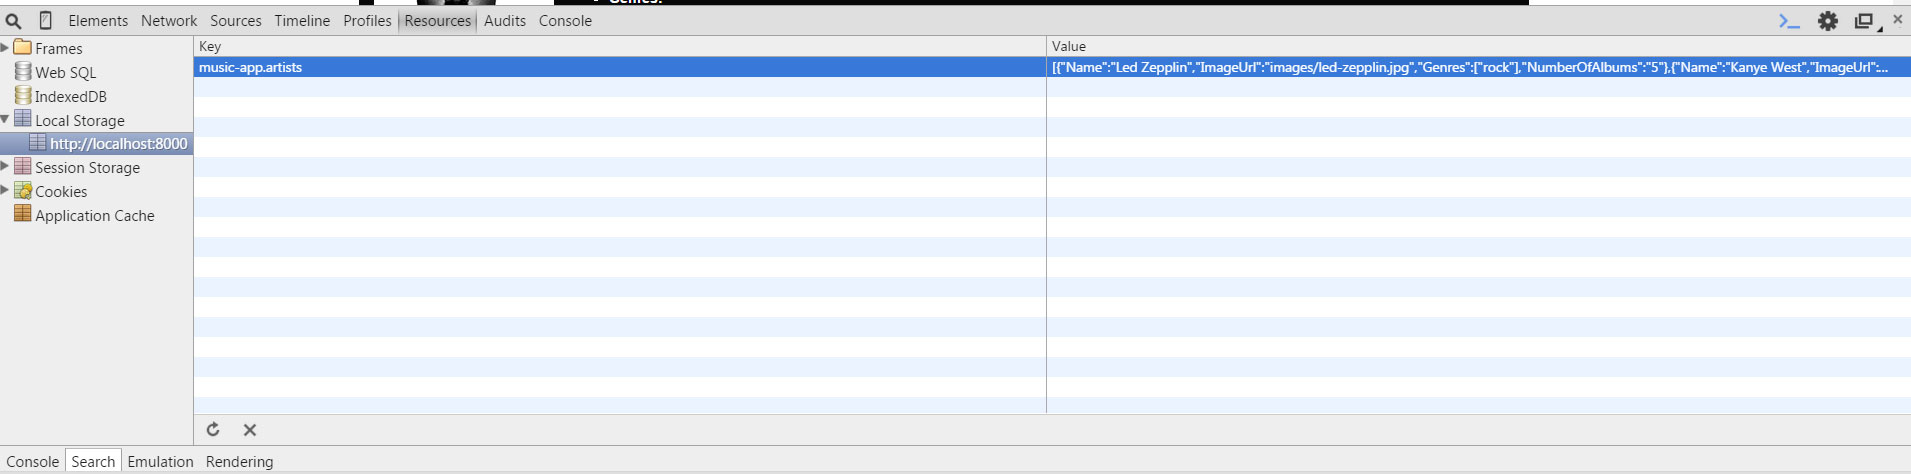 Genres:
Elements Network Sources Timeline Profiles Resources Audits Console
Frames
Web SQL
IndexedDB
Local Storage
http://localhost:8000
Session Storage
Cookies
Application Cache
Key Value
music-app.artists [{"Name":"Led Zepplin","ImageUrl":"images/led-zepplin.jpg","Genres":["rock"],"NumberOfAlbums":"5"},{"Name":"Kanye West","ImageUrl":...
Console Search Emulation Rendering